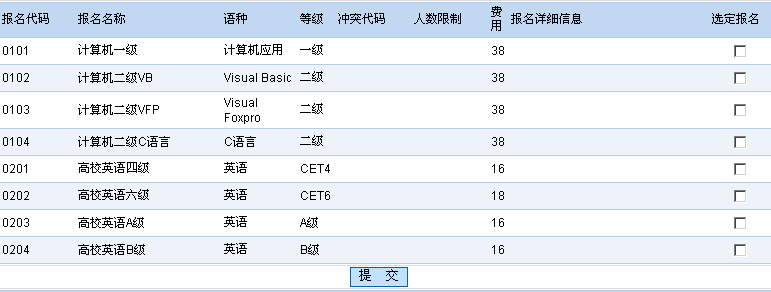 报名代码 报名名称 语种 等级 冲突代码 人数限制 费用 报名详细信息 选定报名
0101 计算机一级 计算机应用 一级 38
0102 计算机二级VB Visual Basic 二级 38
0103 计算机二级VFP Visual Foxpro 二级 38
0104 计算机二级C语言 C语言 二级 38
0201 高校英语四级 英语 CET4 16
0202 高校英语六级 英语 CET6 18
0203 高校英语A级 英语 A级 16
0204 高校英语B级 英语 B级 16
提 交